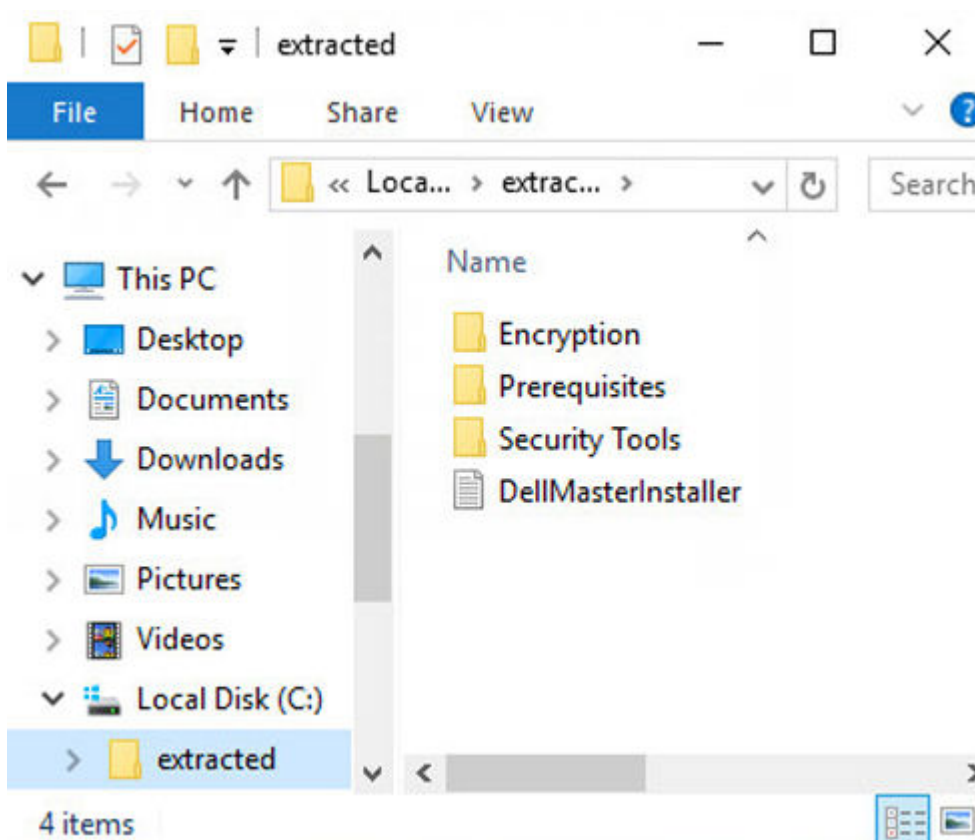 extracted
File Home Share View
?
« Loca... > extrac... >
Search
This PC
Desktop
Documents
Downloads
Music
Pictures
Videos
Local Disk (C:)
extracted
Name
Encryption
Prerequisites
Security Tools
DellMasterInstaller
4 items